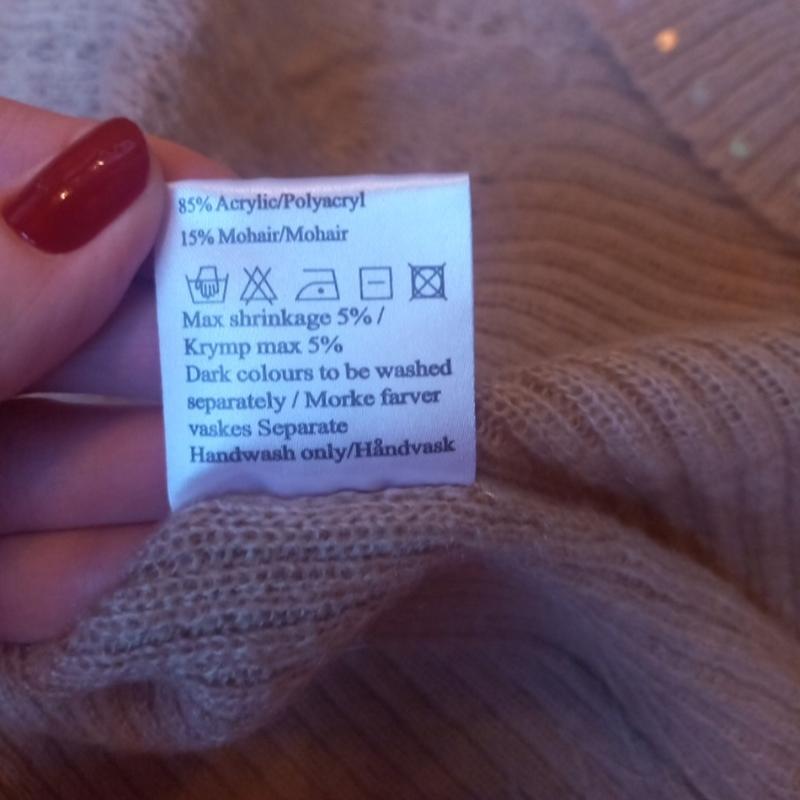 85% Acrylic/Polyacryl
15% Mohair/Mohair
Max shrinkage 5% /
Krymp max 5%
Dark colours to be washed
separately / Morke farver
vaskes Separate
Handwash only/Håndvask